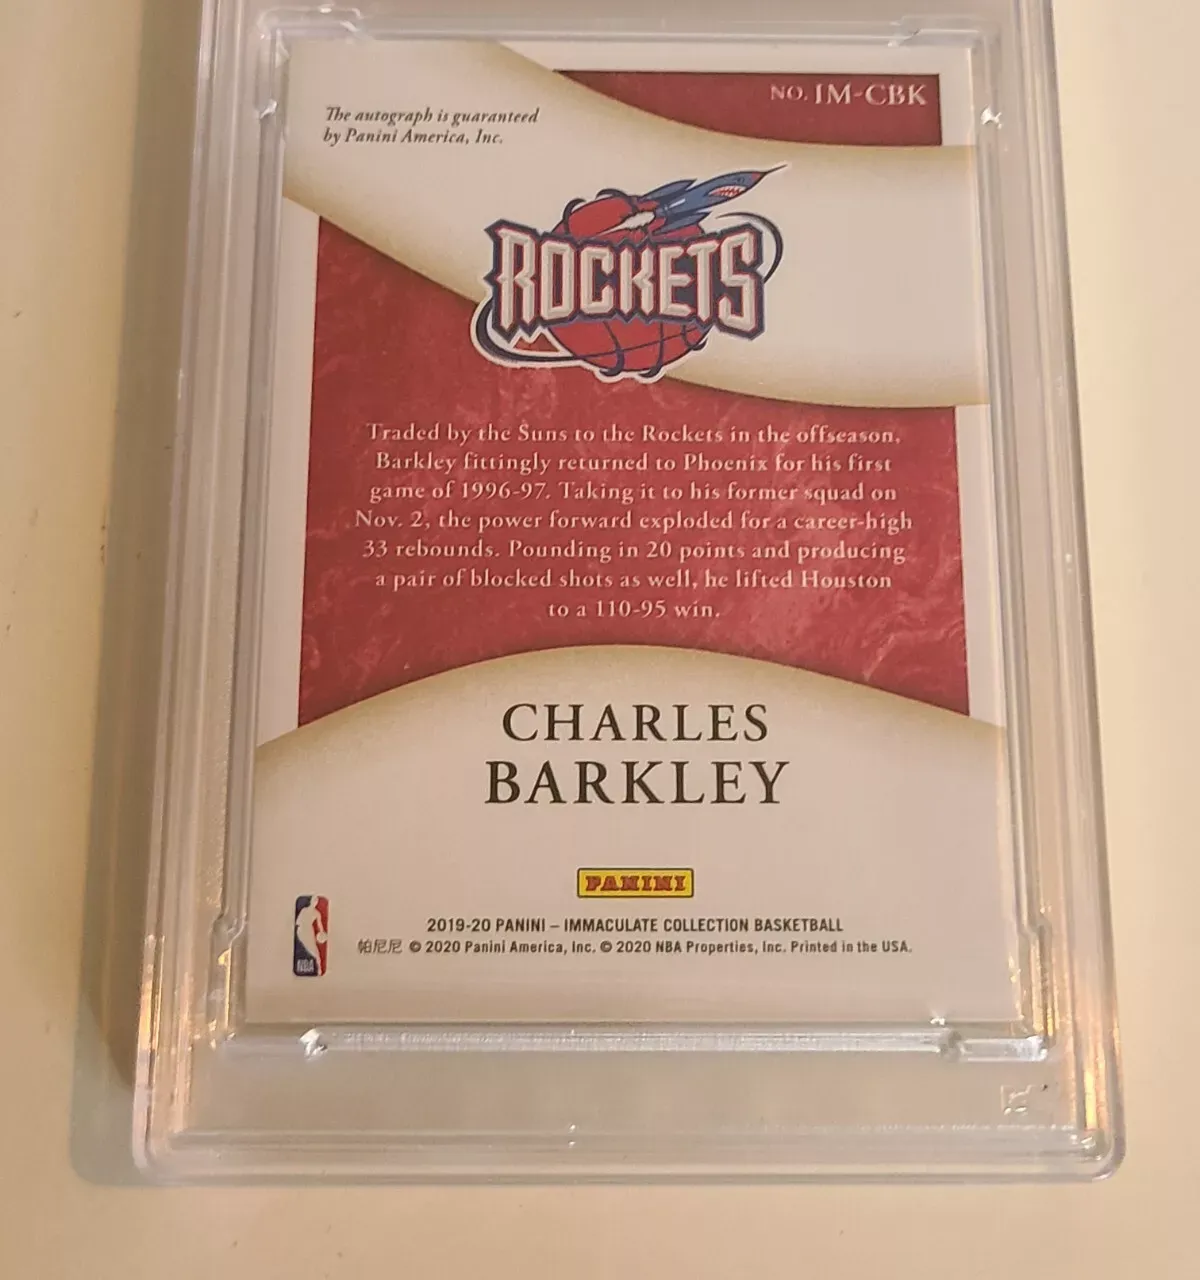 The autograph is guaranteed
by Panini America, Inc.
NO. IM-CBK
ROCKETS
Traded by the Suns to the Rockets in the offseason,
Barkley fittingly returned to Phoenix for his first
game of 1996-97. Taking it to his former squad on
Nov. 2, the power forward exploded for a career-high
33 rebounds. Pounding in 20 points and producing
a pair of blocked shots as well, he lifted Houston
to a 110-95 win.
CHARLES
BARKLEY
PANINI
NBA
2019-20 PANINI – IMMACULATE COLLECTION BASKETBALL
帕尼尼 © 2020 Panini America, Inc. © 2020 NBA Properties, Inc. Printed in the USA.